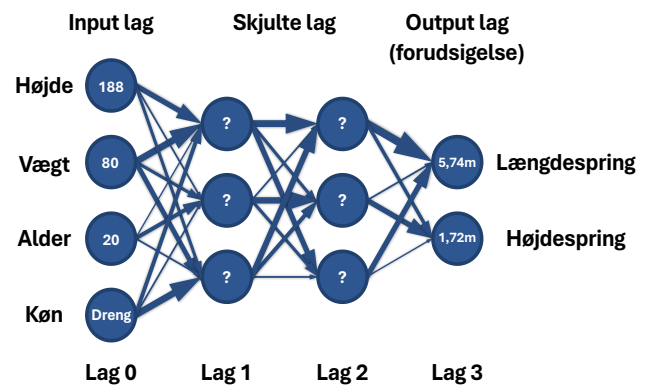 Input lag
Skjulte lag
Output lag
(forudsigelse)
Højde
188
?
?
Vægt
80
5,74m
Længdespring
?
?
Alder
20
1,72m
Højdespring
?
?
Køn
Dreng
Lag 0
Lag 1
Lag 2
Lag 3